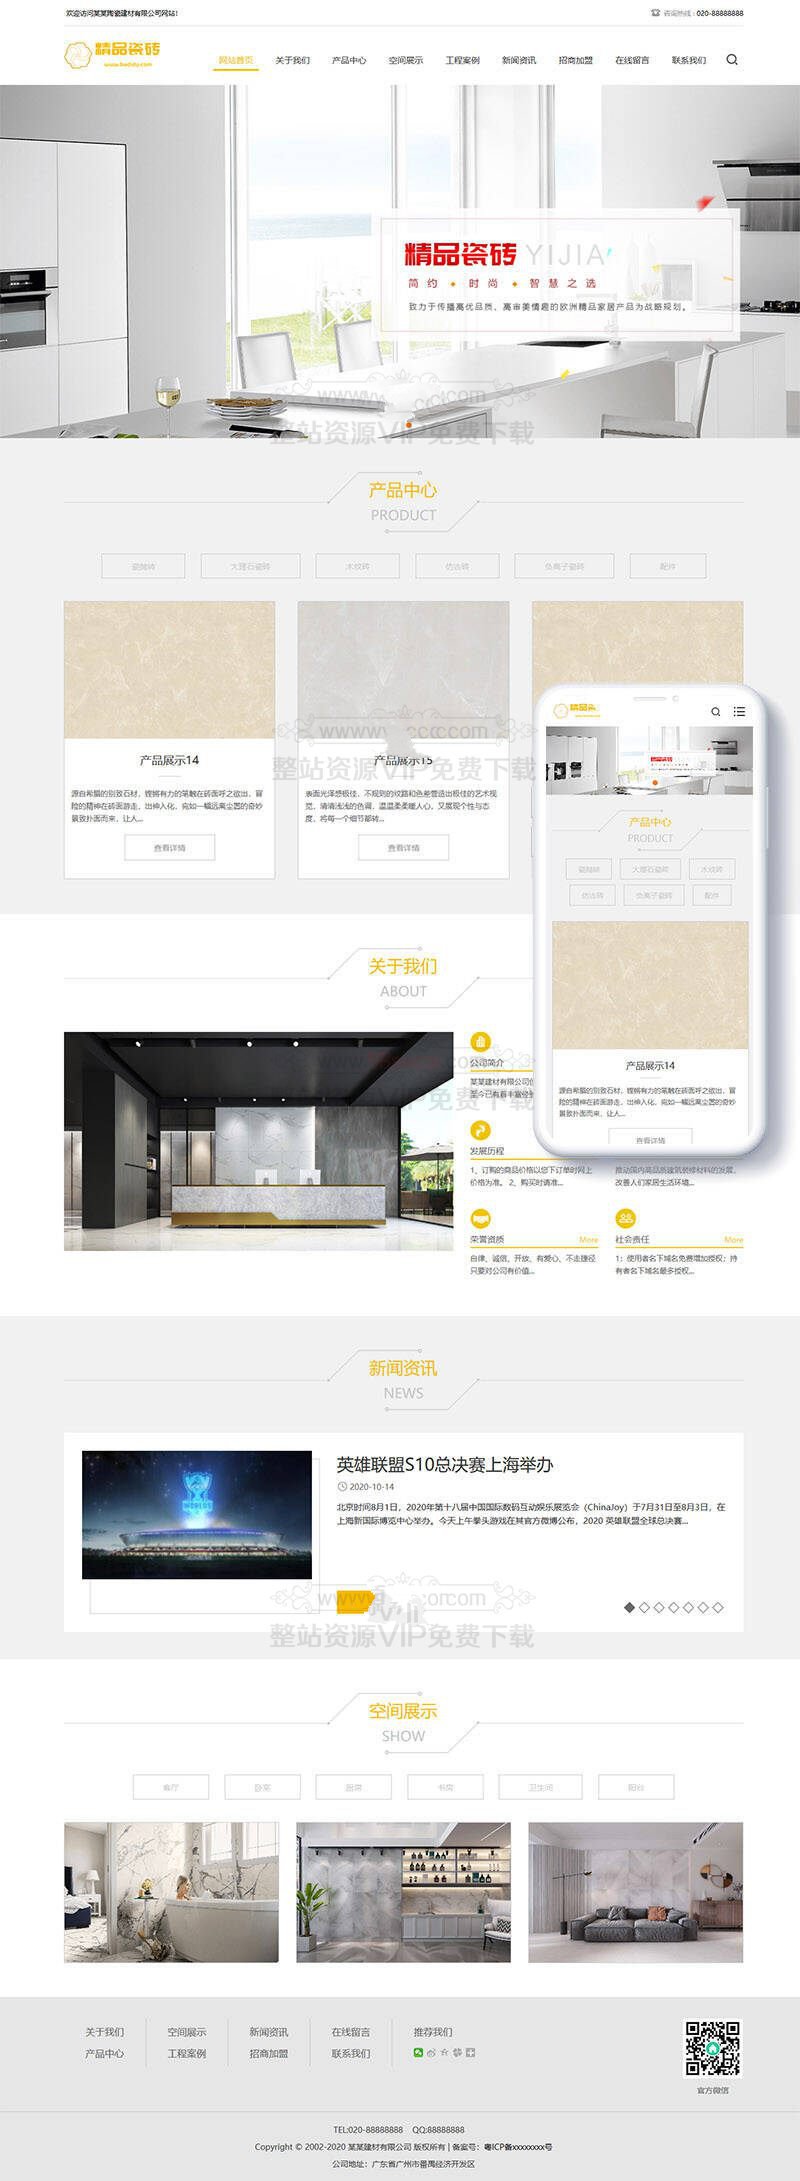 欢迎访问某某陶瓷建材有限公司网站!
咨询热线:020-88888888
精品瓷砖
网站首页 关于我们 产品中心 空间展示 工程案例 新闻资讯 招商加盟 在线留言 联系我们
精品瓷砖 YIJIA
简约 · 时尚 · 智慧之选
致力于传播高优品质、高审美情趣的欧洲精品家居产品为战略规划。
整站资源VIP免费下载
产品中心
PRODUCT
瓷抛砖 大理石瓷砖 木纹砖 仿古砖 负离子瓷砖 配件
产品展示14
源自希腊的别致石材，铿锵有力的笔触在砖面呼之欲出，冒
险的精神在砖面游走，出神入化，宛如一幅远离尘嚣的奇妙
景致扑面而来，让人...
查看详情
产品展示15
表面光泽感极佳，不规则的纹路和色差营造出极佳的艺术视
觉，清清浅浅的色调，温温柔柔暖人心，又展现个性与态
度，将每一个细节都转...
查看详情
整站资源VIP免费下载
产品中心
PRODUCT
瓷抛砖 大理石瓷砖 木纹砖
仿古砖 负离子瓷砖 配件
产品展示14
源自希腊的别致石材，铿锵有力的笔触在砖面呼之欲出，冒
险的精神在砖面游走，出神入化，宛如一幅远离尘嚣的奇妙
景致扑面而来，让人...
查看详情
关于我们
ABOUT
公司简介
某某建材有限公司
至今已有着丰富经
发展历程
1、订购的商品价格以您下订单时网上
价格为准。 2、购买时请准...
推动国内高品质建筑装修材料的发展，
改善人们家居生活环境...
荣誉资质 More
自律、诚信、开放、有爱心、不走捷径
只要对公司有价值...
社会责任 More
1：使用者名下域名免费增加授权；持
有者名下域名最多授权...
VIP免费下载
新闻资讯
NEWS
英雄联盟S10总决赛上海举办
2020-10-14
北京时间8月1日，2020年第十八届中国国际数码互动娱乐展览会（ChinaJoy）于7月31日至8月3日，在
上海新国际博览中心举办。今天上午拳头游戏在其官方微博公布，2020 英雄联盟全球总决赛...
整站资源VIP免费下载
空间展示
SHOW
客厅 卧室 厨房 书房 卫生间 阳台
关于我们 空间展示 新闻资讯 在线留言 推荐我们
产品中心 工程案例 招商加盟 联系我们
官方微信
TEL:020-88888888 QQ:88888888
Copyright © 2002-2020 某某建材有限公司 版权所有 | 备案号：粤ICP备xxxxxxxx号
公司地址：广东省广州市番禺经济开发区